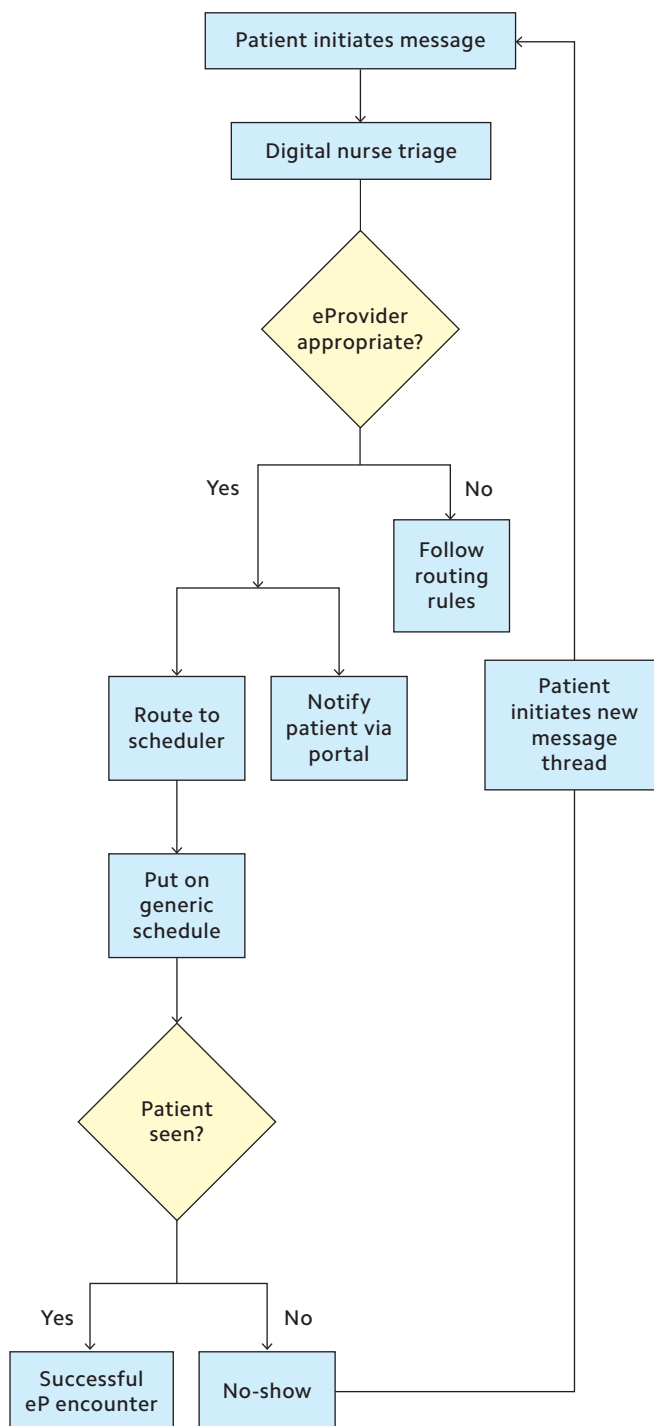 Patient initiates message
Digital nurse triage
eProvider
appropriate?
Yes
No
Follow
routing
rules
Route to
scheduler
Notify
patient via
portal
Patient
initiates new
message
thread
Put on
generic
schedule
Patient
seen?
Yes
No
Successful
eP encounter
No-show